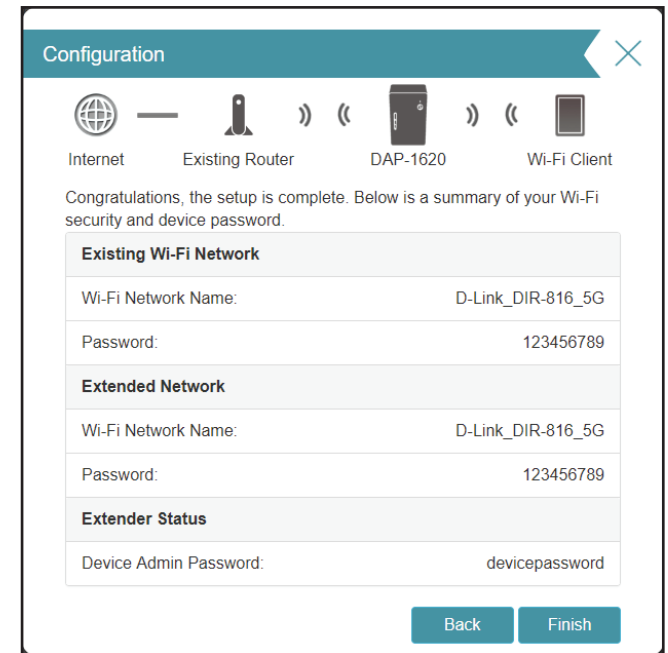 Configuration
Internet Existing Router DAP-1620 Wi-Fi Client
Congratulations, the setup is complete. Below is a summary of your Wi-Fi
security and device password.
Existing Wi-Fi Network
Wi-Fi Network Name: D-Link_DIR-816_5G
Password: 123456789
Extended Network
Wi-Fi Network Name: D-Link_DIR-816_5G
Password: 123456789
Extender Status
Device Admin Password: devicepassword
Back Finish